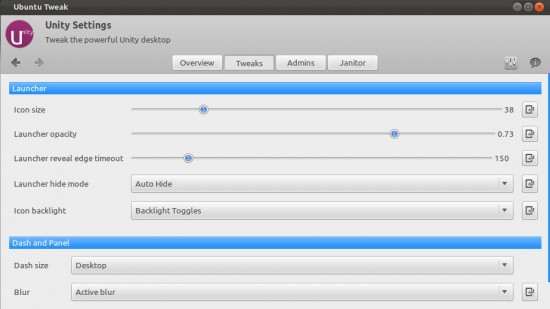 Ubuntu Tweak
Unity
Unity Settings
Tweak the powerful Unity desktop
Overview Tweaks Admins Janitor
Launcher
Icon size 38
Launcher opacity 0.73
Launcher reveal edge timeout 150
Launcher hide mode Auto Hide
Icon backlight Backlight Toggles
Dash and Panel
Dash size Desktop
Blur Active blur